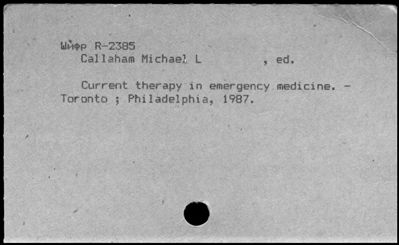 Шифр R-2385
Callaham Michael L , ed.
Current therapy in emergency medicine. -
Toronto ; Philadelphia, 1987.